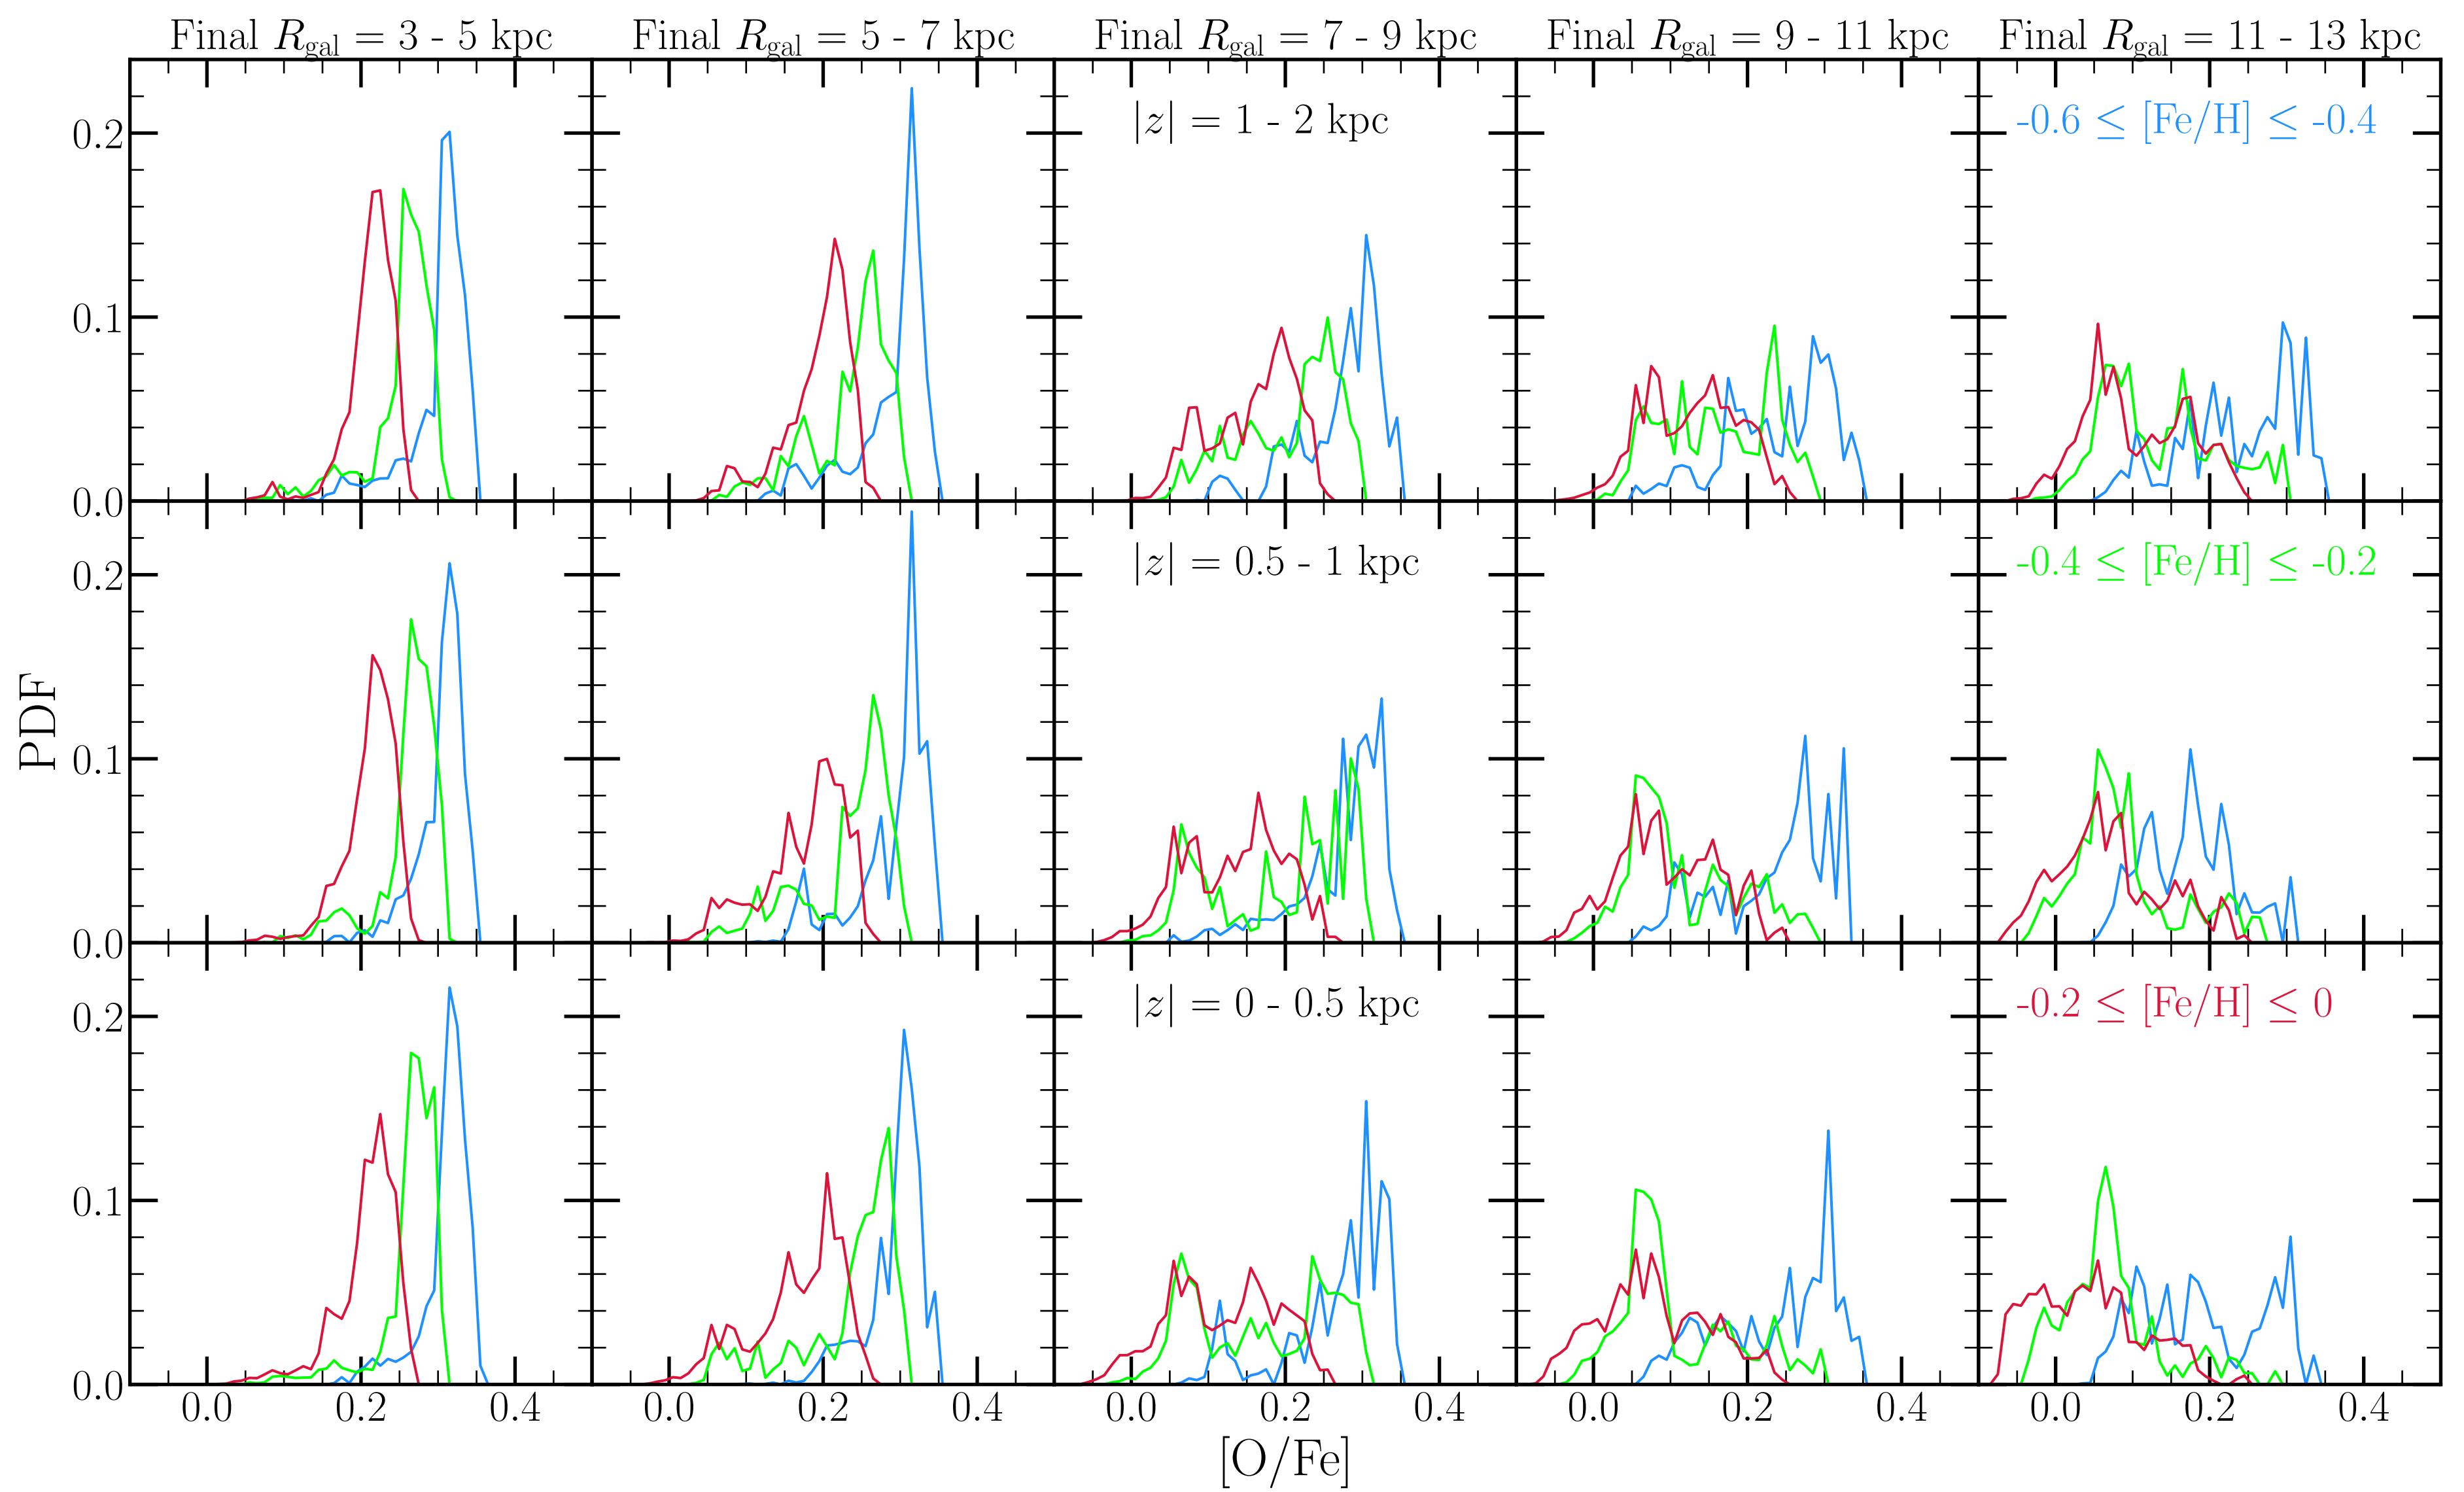 Final R_gal = 3 - 5 kpc
Final R_gal = 5 - 7 kpc
Final R_gal = 7 - 9 kpc
Final R_gal = 9 - 11 kpc
Final R_gal = 11 - 13 kpc
|z| = 1 - 2 kpc
-0.6 ≤ [Fe/H] ≤ -0.4
0.2
0.1
0.0
|z| = 0.5 - 1 kpc
-0.4 ≤ [Fe/H] ≤ -0.2
0.2
0.1
0.0
PDF
|z| = 0 - 0.5 kpc
-0.2 ≤ [Fe/H] ≤ 0
0.2
0.1
0.0
0.0 0.2 0.4
0.0 0.2 0.4
0.0 0.2 0.4
0.0 0.2 0.4
0.0 0.2 0.4
[O/Fe]